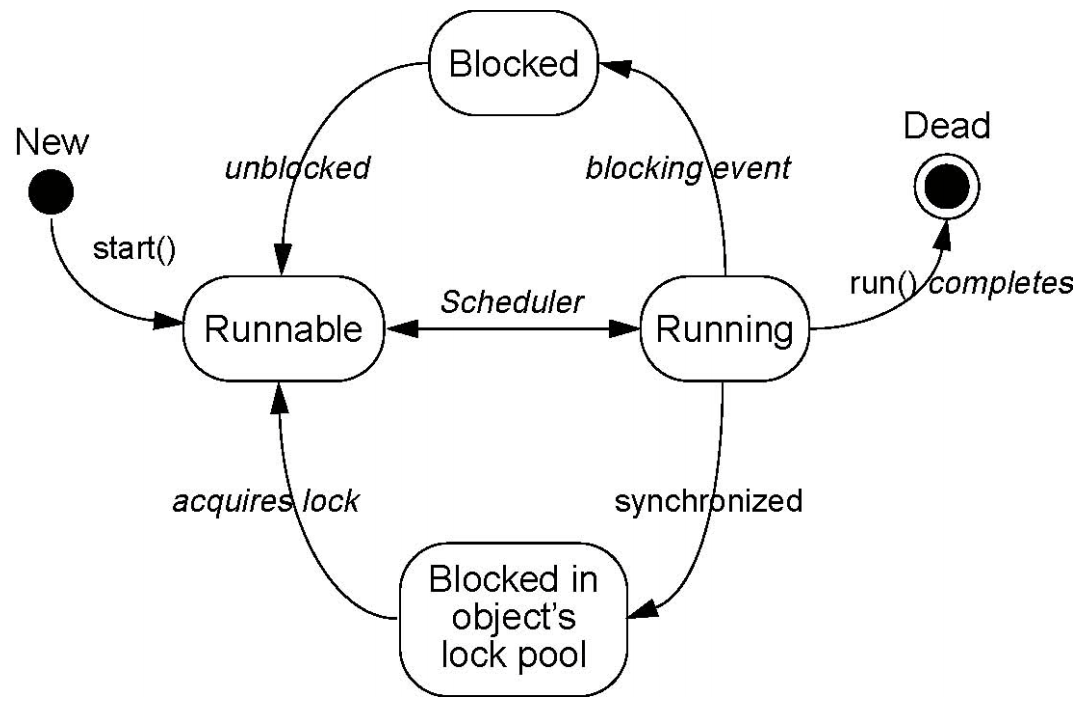 Blocked
New
Dead
unblocked
blocking event
start()
run() completes
Scheduler
Runnable
Running
acquires lock
synchronized
Blocked in
object’s
lock pool